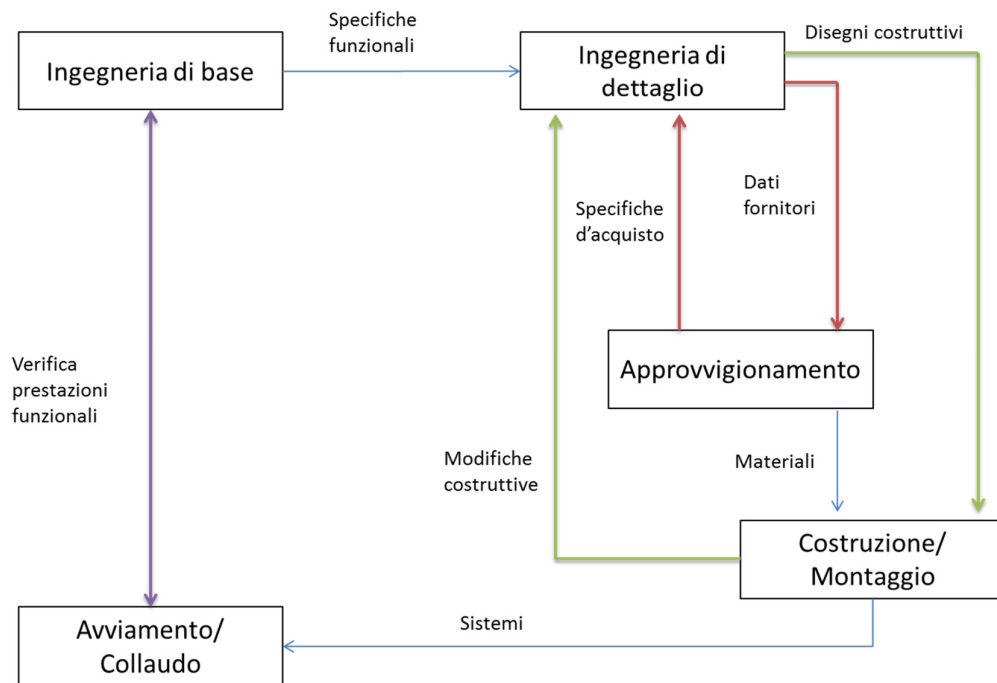 Specifiche
funzionali
Disegni costruttivi
Ingegneria di base
Ingegneria di
dettaglio
Specifiche
d'acquisto
Dati
fornitori
Verifica
prestazioni
funzionali
Approvvigionamento
Modifiche
costruttive
Materiali
Costruzione/
Montaggio
Avviamento/
Collaudo
Sistemi